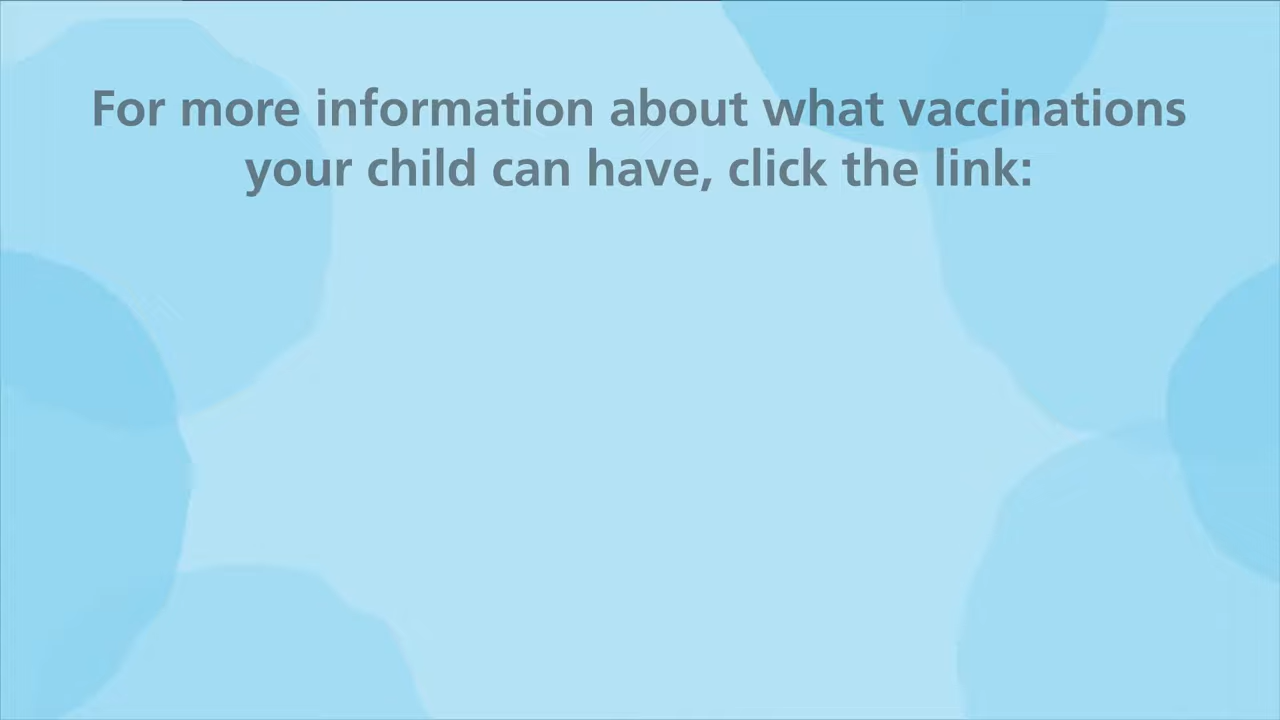 For more information about what vaccinations
your child can have, click the link: